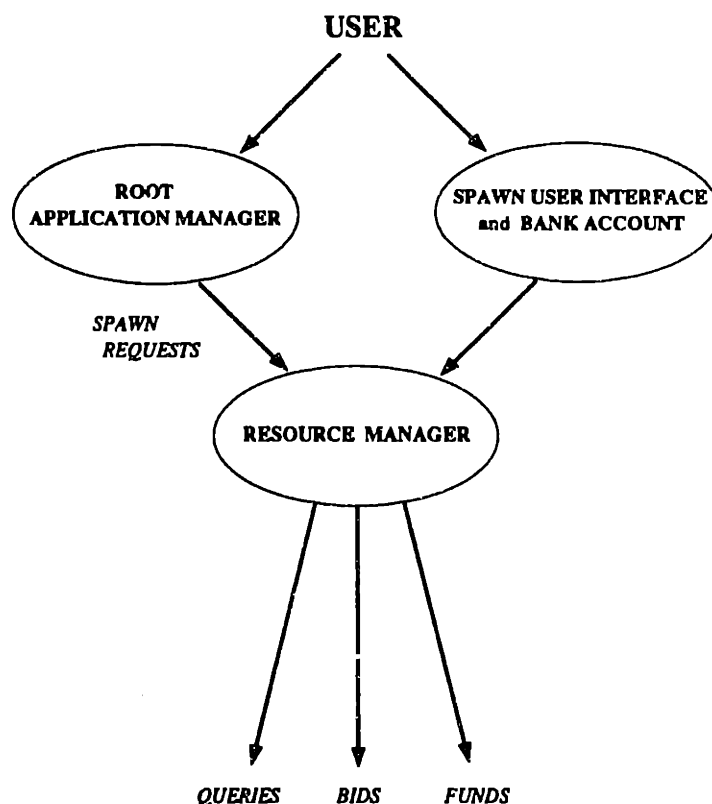 USER
ROOT
APPLICATION MANAGER
SPAWN USER INTERFACE
and BANK ACCOUNT
SPAWN
REQUESTS
RESOURCE MANAGER
QUERIES BIDS FUNDS